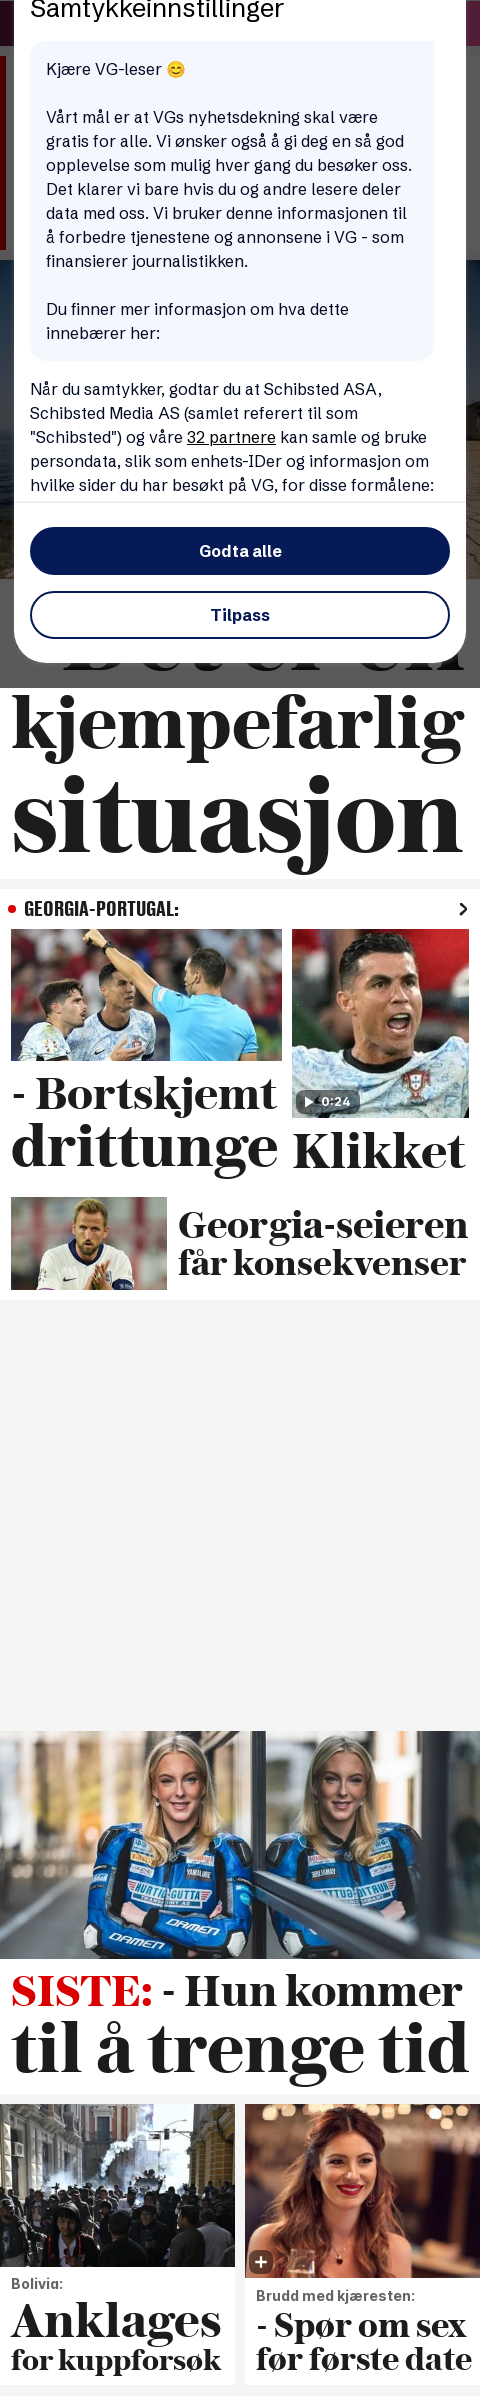 Samtykkeinnstillinger
Kjære VG-leser 😊
Vårt mål er at VGs nyhetsdekning skal være
gratis for alle. Vi ønsker også å gi deg en så god
opplevelse som mulig hver gang du besøker oss.
Det klarer vi bare hvis du og andre lesere deler
data med oss. Vi bruker denne informasjonen til
å forbedre tjenestene og annonsene i VG - som
finansierer journalistikken.
Du finner mer informasjon om hva dette
innebærer her:
Når du samtykker, godtar du at Schibsted ASA,
Schibsted Media AS (samlet referert til som
"Schibsted") og våre 32 partnere kan samle og bruke
persondata, slik som enhets-IDer og informasjon om
hvilke sider du har besøkt på VG, for disse formålene:
Godta alle
Tilpass
kjempefarlig
situasjon
GEORGIA-PORTUGAL:
0:24
- Bortskjemt
drittunge
Klikket
Georgia-seieren
får konsekvenser
YAMALUBE
HURTIG-GUTTA
DAMEN
DAMEN
SISTE: - Hun kommer
til å trenge tid
Bolivia:
Anklages
for kuppforsøk
Brudd med kjæresten:
- Spør om sex
før første date